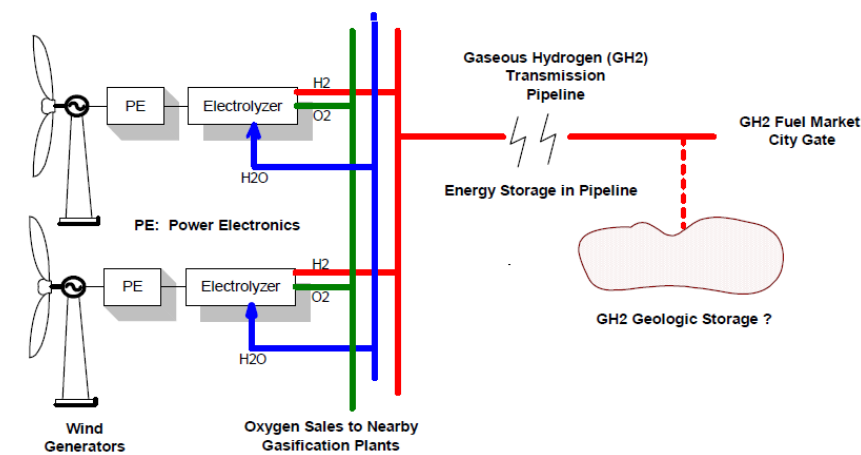 Gaseous Hydrogen (GH2)
Transmission
Pipeline
H2
PE
Electrolyzer
O2
GH2 Fuel Market
City Gate
H2O
Energy Storage in Pipeline
PE: Power Electronics
H2
PE
Electrolyzer
O2
GH2 Geologic Storage ?
H2O
Wind
Generators
Oxygen Sales to Nearby
Gasification Plants